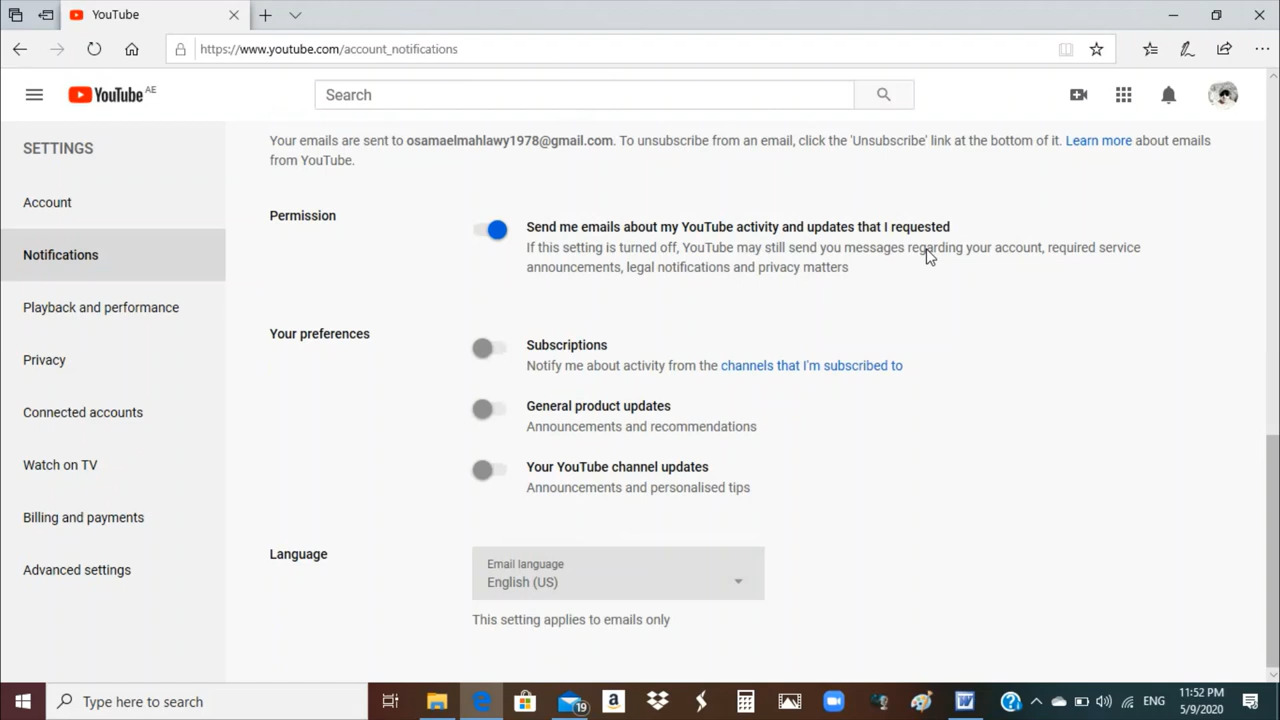 YouTube
https://www.youtube.com/account_notifications
YouTube AE
Search
SETTINGS
Account
Notifications
Playback and performance
Privacy
Connected accounts
Watch on TV
Billing and payments
Advanced settings
Your emails are sent to osamaelmahlawy1978@gmail.com. To unsubscribe from an email, click the 'Unsubscribe' link at the bottom of it. Learn more about emails
from YouTube.
Permission
Send me emails about my YouTube activity and updates that I requested
If this setting is turned off, YouTube may still send you messages regarding your account, required service
announcements, legal notifications and privacy matters
Your preferences
Subscriptions
Notify me about activity from the channels that I'm subscribed to
General product updates
Announcements and recommendations
Your YouTube channel updates
Announcements and personalised tips
Language
Email language
English (US)
This setting applies to emails only
Type here to search
19
ENG
11:52 PM
5/9/2020